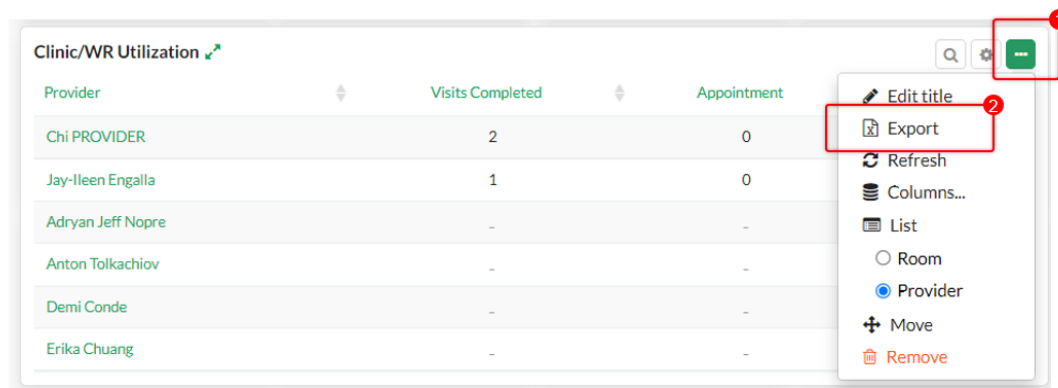 Clinic/WR Utilization
Provider Visits Completed Appointment
Chi PROVIDER 2 0
Jay-Ileen Engalla 1 0
Adryan Jeff Nopre - -
Anton Tolkachiov - -
Demi Conde - -
Erika Chuang - -
Edit title
2
Export
Refresh
Columns...
List
Room
Provider
Move
Remove